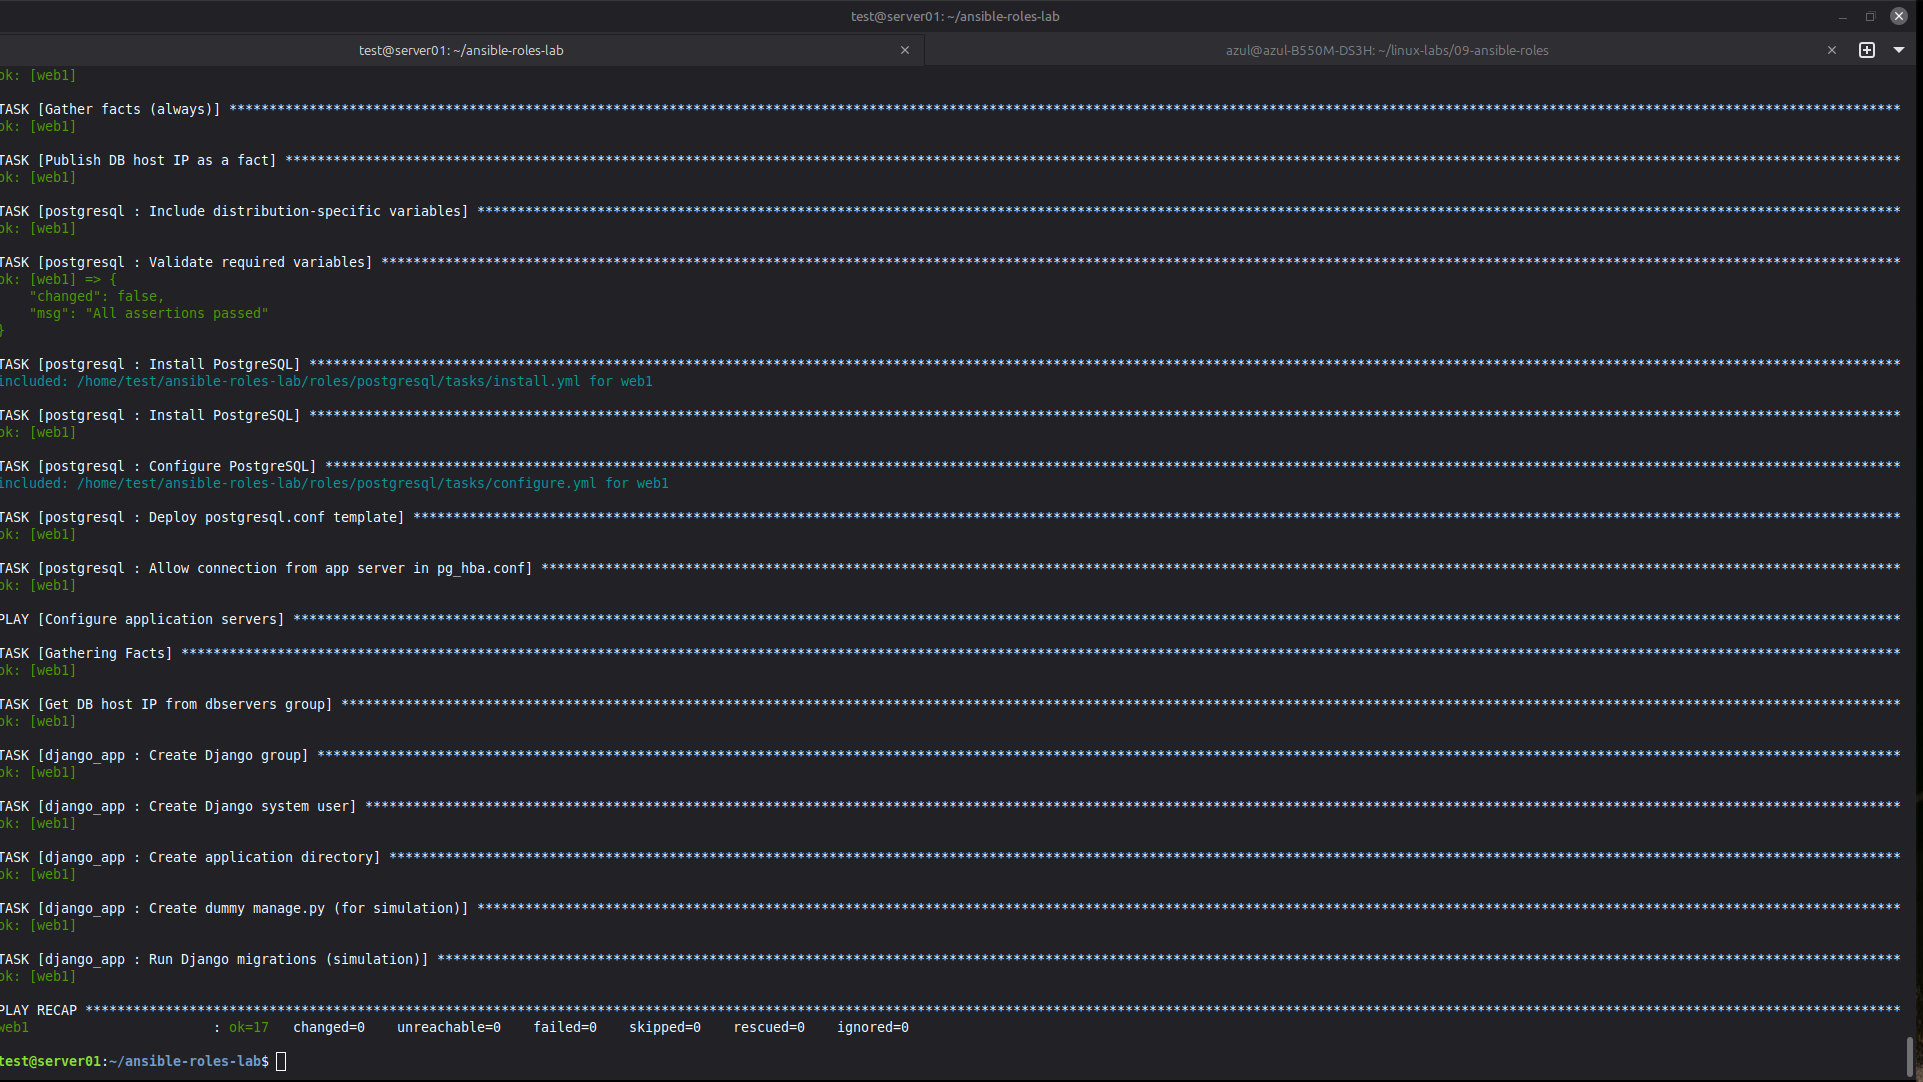 test@server01: ~/ansible-roles-lab
test@server01: ~/ansible-roles-lab
azul@azul-B550M-DS3H: ~/linux-labs/09-ansible-roles
ok: [web1]
TASK [Gather facts (always)] ****************************************************************************************************
ok: [web1]
TASK [Publish DB host IP as a fact] ****************************************************************************************************
ok: [web1]
TASK [postgresql : Include distribution-specific variables] ****************************************************************************************************
ok: [web1]
TASK [postgresql : Validate required variables] ****************************************************************************************************
ok: [web1] => {
    "changed": false,
    "msg": "All assertions passed"
}
TASK [postgresql : Install PostgreSQL] ****************************************************************************************************
included: /home/test/ansible-roles-lab/roles/postgresql/tasks/install.yml for web1
TASK [postgresql : Install PostgreSQL] ****************************************************************************************************
ok: [web1]
TASK [postgresql : Configure PostgreSQL] ****************************************************************************************************
included: /home/test/ansible-roles-lab/roles/postgresql/tasks/configure.yml for web1
TASK [postgresql : Deploy postgresql.conf template] ****************************************************************************************************
ok: [web1]
TASK [postgresql : Allow connection from app server in pg_hba.conf] ****************************************************************************************************
ok: [web1]
PLAY [Configure application servers] ****************************************************************************************************
TASK [Gathering Facts] ****************************************************************************************************
ok: [web1]
TASK [Get DB host IP from dbservers group] ****************************************************************************************************
ok: [web1]
TASK [django_app : Create Django group] ****************************************************************************************************
ok: [web1]
TASK [django_app : Create Django system user] ****************************************************************************************************
ok: [web1]
TASK [django_app : Create application directory] ****************************************************************************************************
ok: [web1]
TASK [django_app : Create dummy manage.py (for simulation)] ****************************************************************************************************
ok: [web1]
TASK [django_app : Run Django migrations (simulation)] ****************************************************************************************************
ok: [web1]
PLAY RECAP ****************************************************************************************************
web1                       : ok=17   changed=0    unreachable=0    failed=0    skipped=0    rescued=0    ignored=0
test@server01:~/ansible-roles-lab$